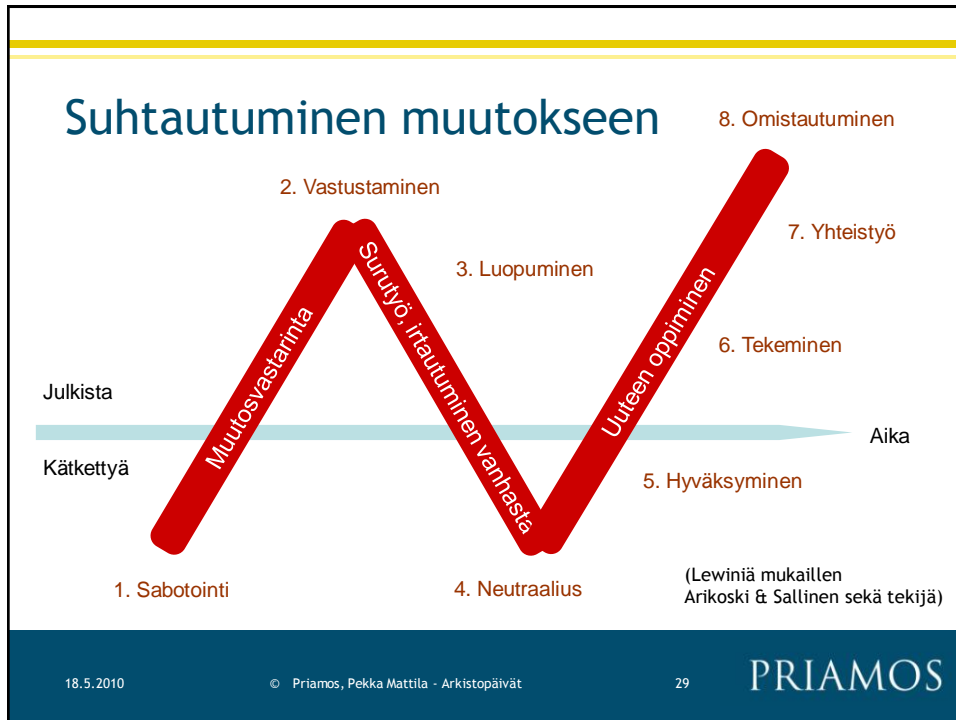 Suhtautuminen muutokseen
8. Omistautuminen
2. Vastustaminen
7. Yhteistyö
3. Luopuminen
6. Tekeminen
Muutosvastarinta
Surutyö, irtautuminen vanhasta
Uuteen oppiminen
Julkista
Aika
Kätkettyä
5. Hyväksyminen
1. Sabotointi
4. Neutraalius
(Lewiniä mukaillen
Arikoski & Sallinen sekä tekijä)
18.5.2010
© Priamos, Pekka Mattila - Arkistopäivät
29
PRIAMOS